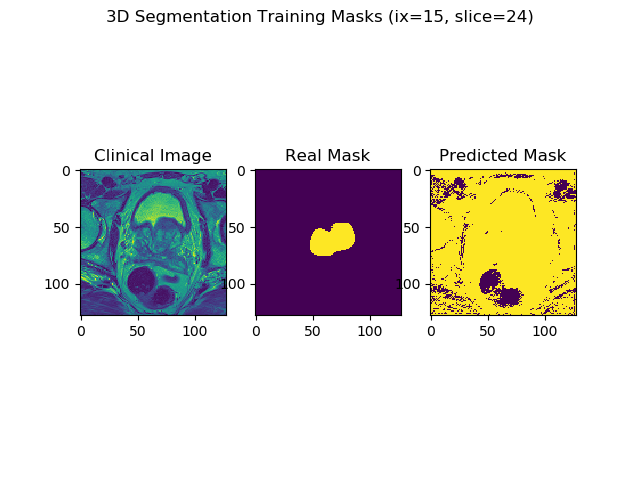 3D Segmentation Training Masks (ix=15, slice=24)
Clinical Image Real Mask Predicted Mask
0 0 0
50 50 50
100 100 100
0 50 100 0 50 100 0 50 100